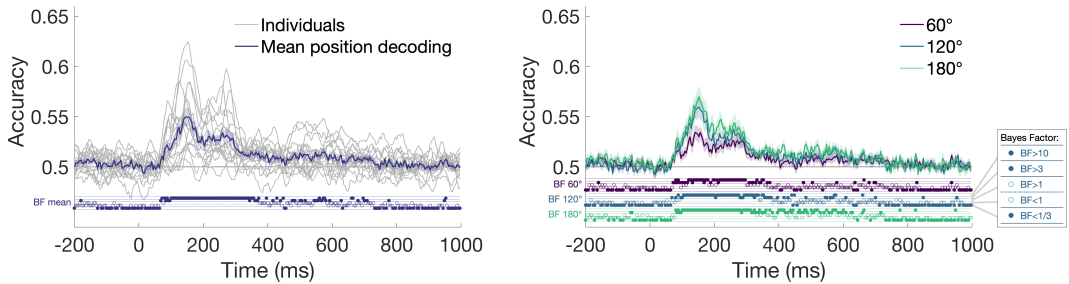 0.65
0.6
0.55
0.5
Accuracy
Individuals
Mean position decoding
BF mean
-200
0
200
400
600
800
1000
Time (ms)
0.65
0.6
0.55
0.5
Accuracy
60°
120°
180°
BF 60°
BF 120°
BF 180°
-200
0
200
400
600
800
1000
Time (ms)
Bayes Factor:
BF>10
BF>3
BF>1
BF<1
BF<1/3